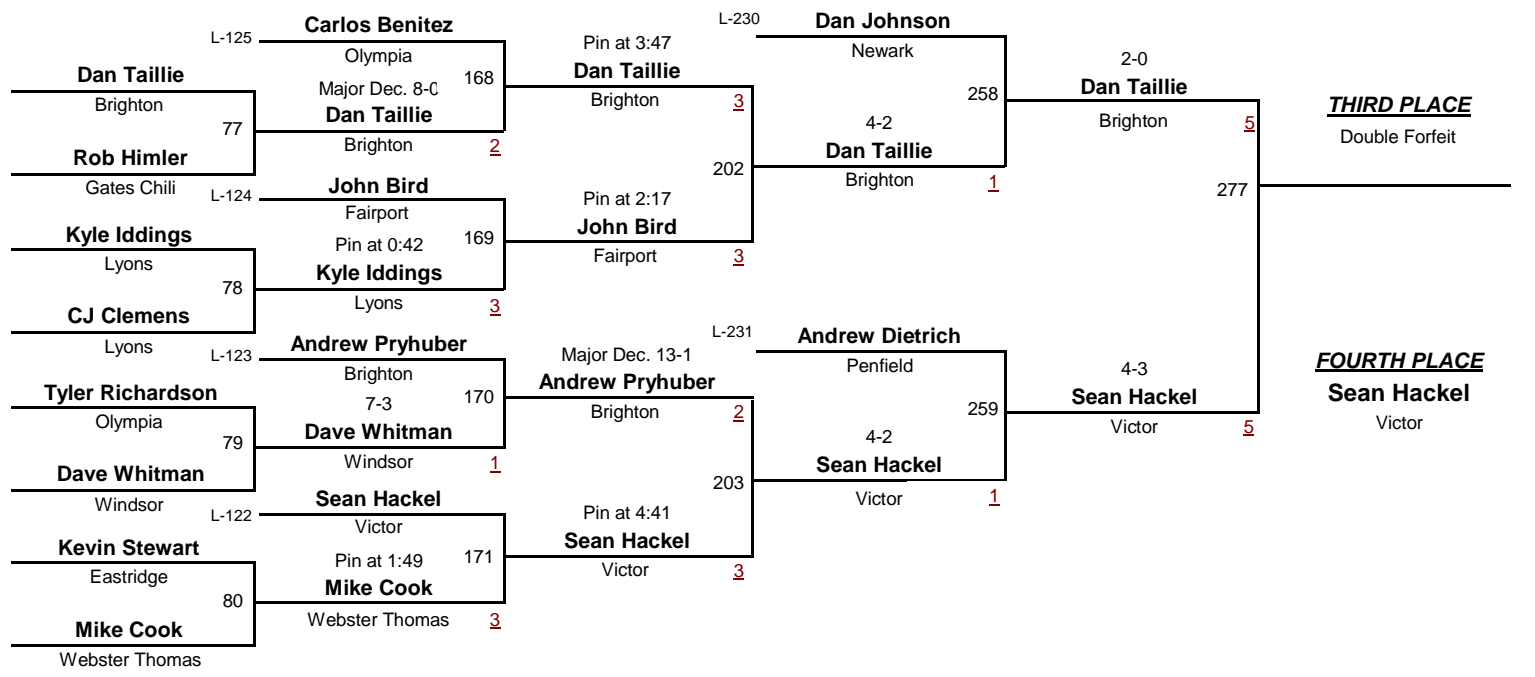 L-125
Carlos Benitez
Olympia
Dan Taillie
Brighton
77
Rob Himler
Gates Chili
Major Dec. 8-0
Dan Taillie
Brighton
2
168
L-124
John Bird
Fairport
Kyle Iddings
Lyons
78
CJ Clemens
Lyons
Pin at 0:42
Kyle Iddings
Lyons
3
169
L-123
Andrew Pryhuber
Brighton
Tyler Richardson
Olympia
79
Dave Whitman
Windsor
7-3
Dave Whitman
Windsor
1
170
L-122
Sean Hackel
Victor
Kevin Stewart
Eastridge
80
Mike Cook
Webster Thomas
Pin at 1:49
Mike Cook
Webster Thomas
3
171
Pin at 3:47
Dan Taillie
Brighton
3
202
Pin at 2:17
John Bird
Fairport
3
Major Dec. 13-1
Andrew Pryhuber
Brighton
2
203
Pin at 4:41
Sean Hackel
Victor
3
L-230
Dan Johnson
Newark
258
4-2
Dan Taillie
Brighton
1
L-231
Andrew Dietrich
Penfield
259
4-2
Sean Hackel
Victor
1
2-0
Dan Taillie
Brighton
5
277
4-3
Sean Hackel
Victor
5
THIRD PLACE
Double Forfeit
FOURTH PLACE
Sean Hackel
Victor